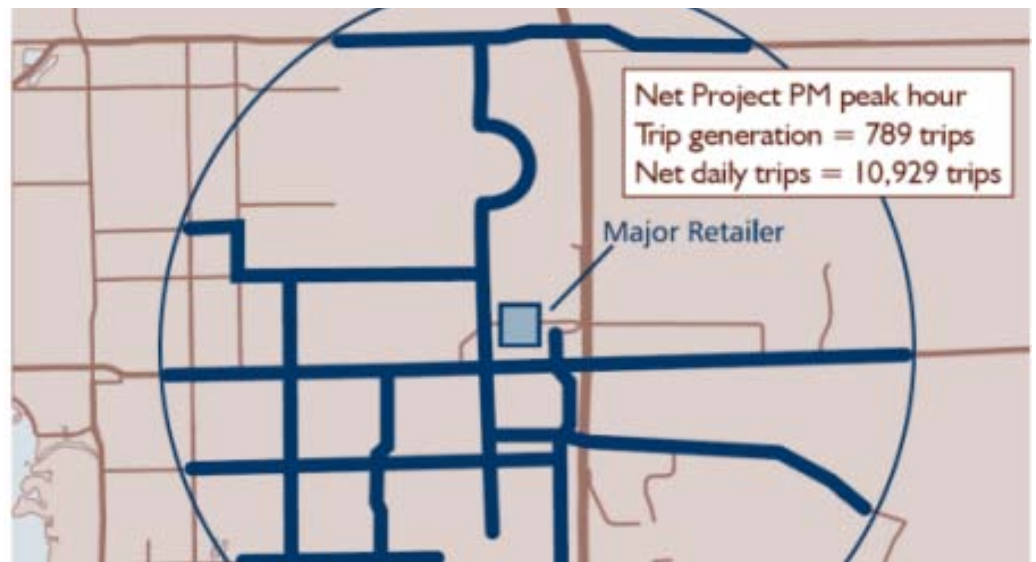 Net Project PM peak hour
Trip generation = 789 trips
Net daily trips = 10,929 trips
Major Retailer